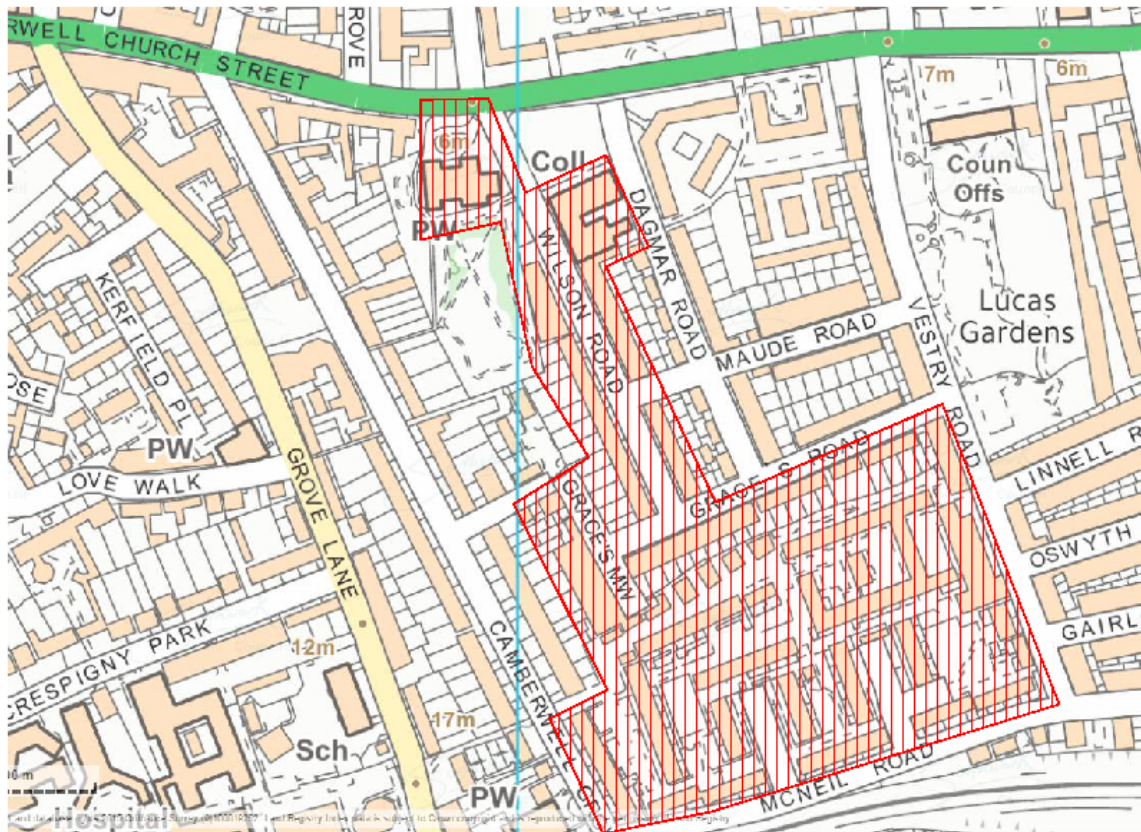 RWELL CHURCH STREET
ROVE
7m
6m
6m
Coll
Coun
Offs
PW
DAGMAR ROAD
WILSON ROAD
KERFIELD PL
Lucas
Gardens
MAUDE ROAD
VESTRY ROAD
OSE
PW
LOVE WALK
GROVE LANE
GRACE'S ROAD
LINNELL R
GRACE'S MW
OSWYTH
CRESPIGNY PARK
12m
GAIRL
CAMBERWELL G
17m
Sch
PW
MCNEIL ROAD
Hospital